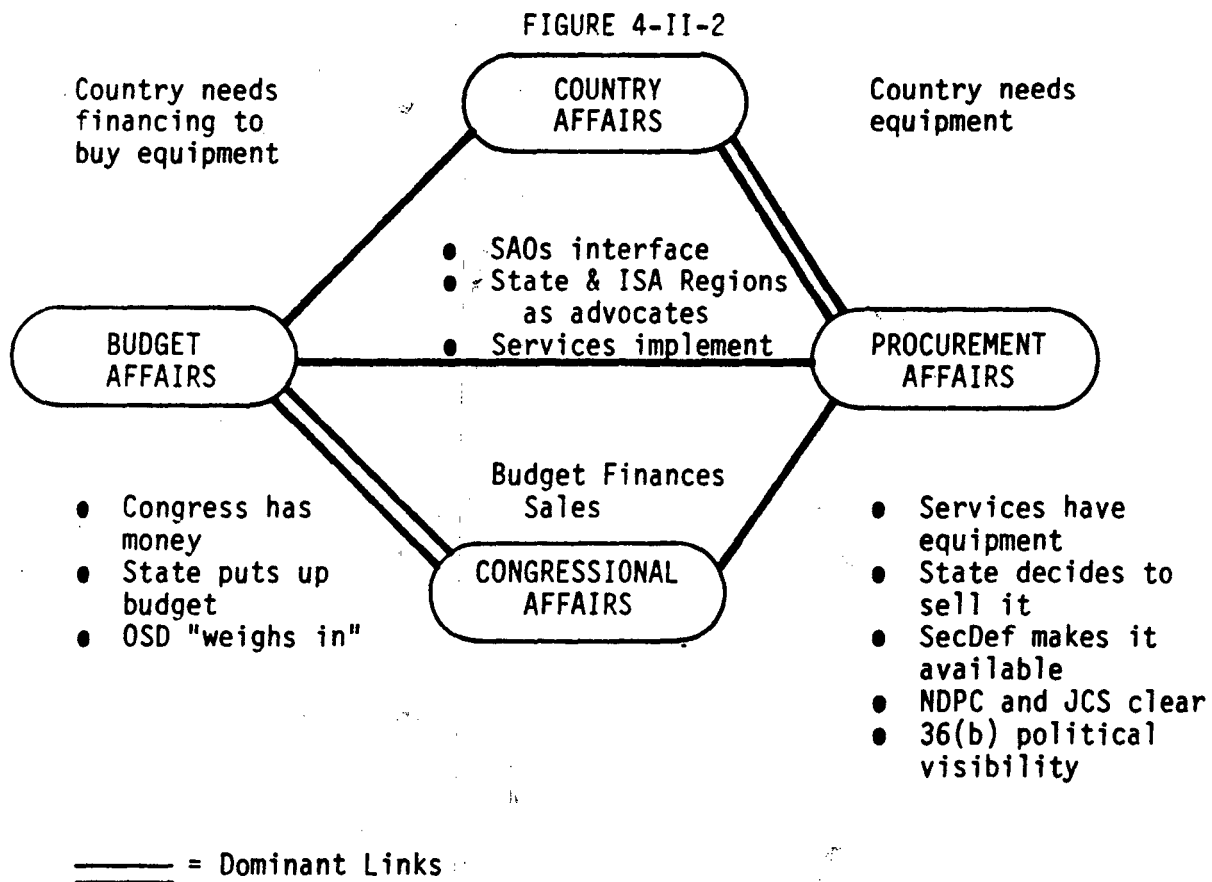 FIGURE 4-II-2
Country needs
financing to
buy equipment
COUNTRY
AFFAIRS
Country needs
equipment
● SAOs interface
● State & ISA Regions
as advocates
● Services implement
BUDGET
AFFAIRS
PROCUREMENT
AFFAIRS
Budget Finances
Sales
CONGRESSIONAL
AFFAIRS
● Congress has
money
● State puts up
budget
● OSD "weighs in"
● Services have
equipment
● State decides to
sell it
● SecDef makes it
available
● NDPC and JCS clear
● 36(b) political
visibility
= Dominant Links